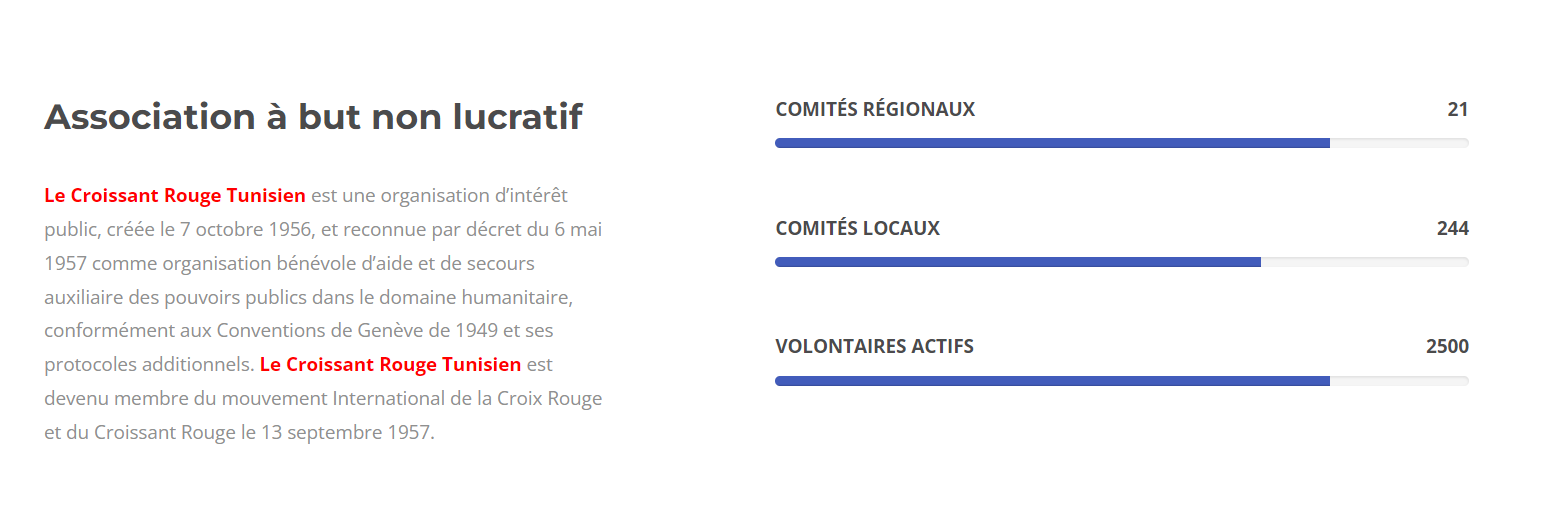 Association à but non lucratif
Le Croissant Rouge Tunisien est une organisation d’intérêt
public, créée le 7 octobre 1956, et reconnue par décret du 6 mai
1957 comme organisation bénévole d’aide et de secours
auxiliaire des pouvoirs publics dans le domaine humanitaire,
conformément aux Conventions de Genève de 1949 et ses
protocoles additionnels. Le Croissant Rouge Tunisien est
devenu membre du mouvement International de la Croix Rouge
et du Croissant Rouge le 13 septembre 1957.
COMITÉS RÉGIONAUX 21
COMITÉS LOCAUX 244
VOLONTAIRES ACTIFS 2500